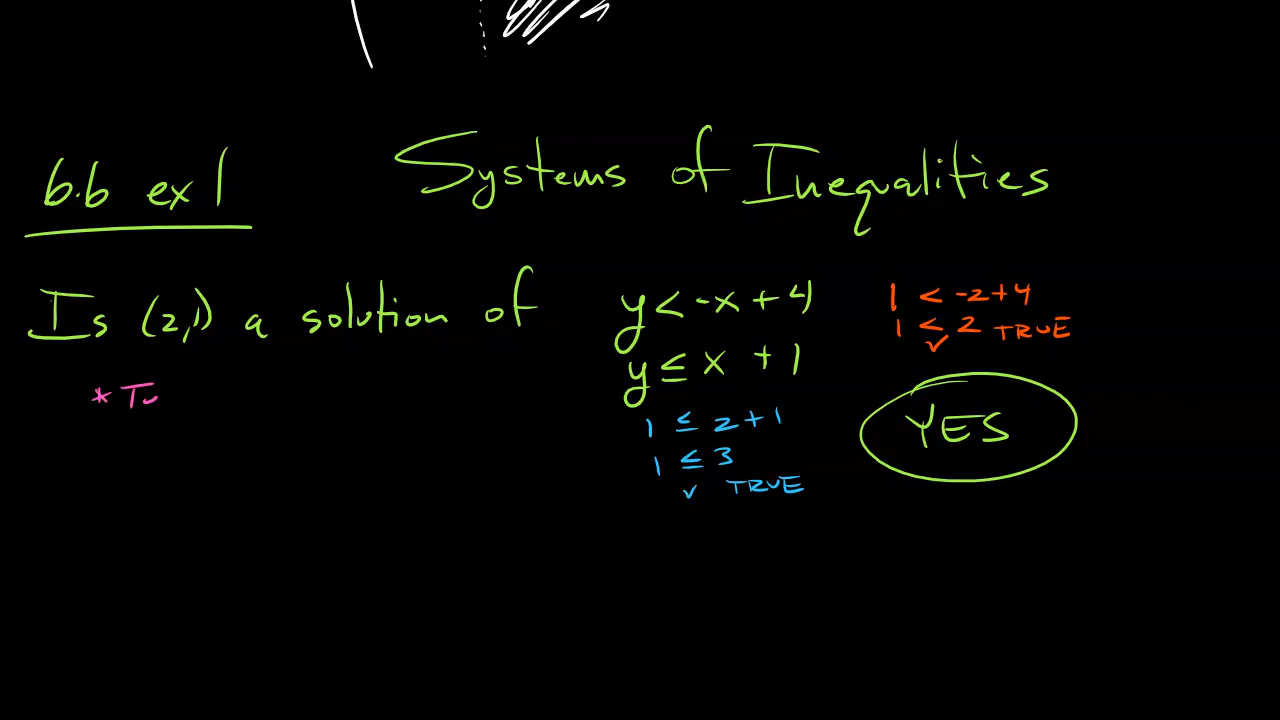 6.6 ex 1 Systems of Inequalities
Is (2,1) a solution of y < -x + 4
y ≤ x + 1
1 < -2+4
1 < 2 TRUE
✓
1 ≤ 2+1
1 ≤ 3
✓ TRUE
YES
* To